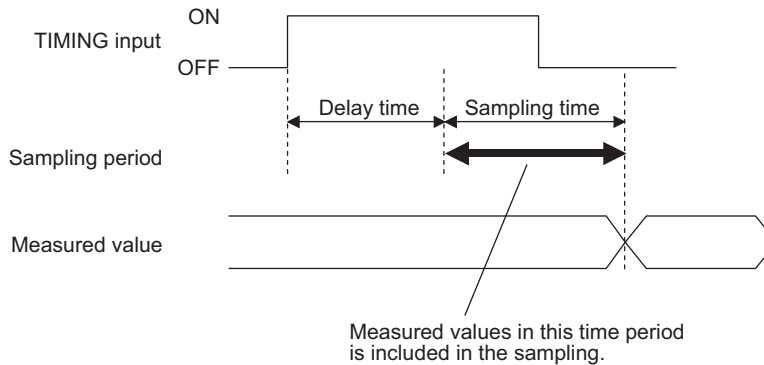 ON
TIMING input
OFF
Delay time
Sampling time
Sampling period
Measured value
Measured values in this time period
is included in the sampling.